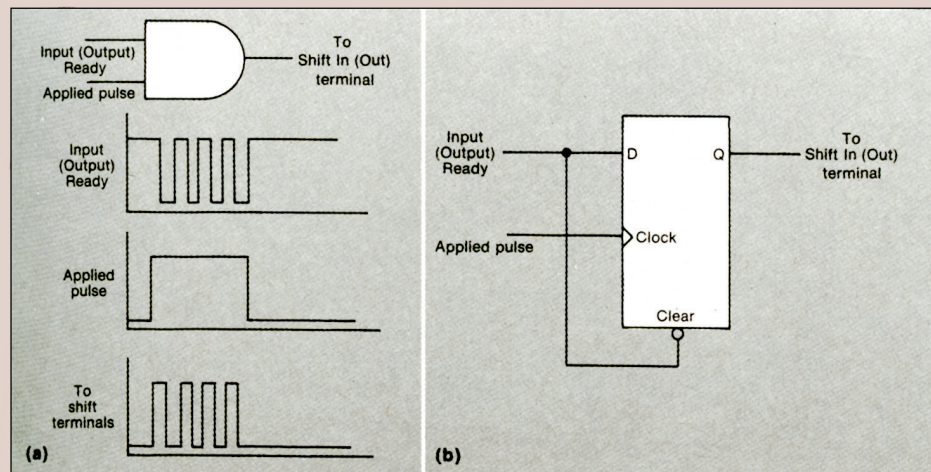 Input (Output)
Ready
Applied pulse
To
Shift In (Out)
terminal
Input
(Output)
Ready
Applied
pulse
To
shift
terminals
(a)
Input
(Output)
Ready
Applied pulse
D
Q
Clock
Clear
To
Shift In (Out)
terminal
(b)